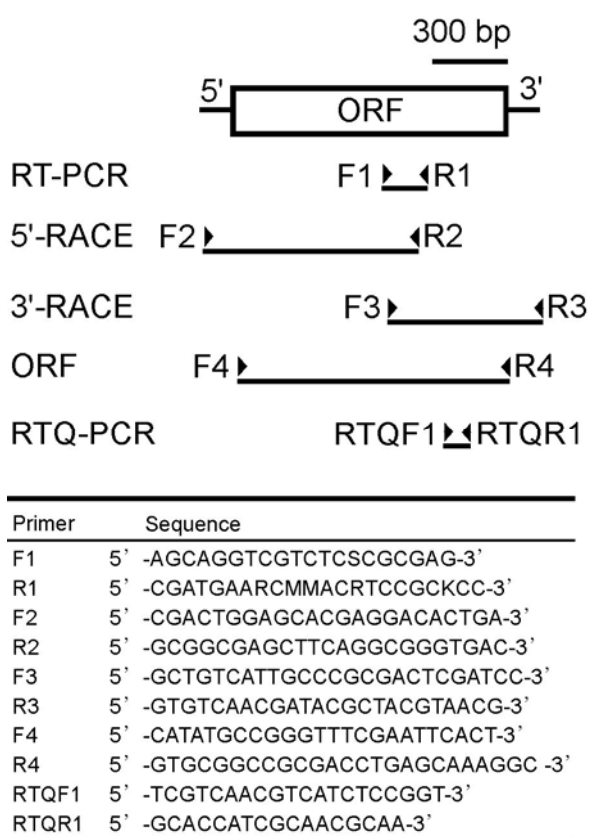 300 bp
5' ORF 3'
RT-PCR F1 R1
5'-RACE F2 R2
3'-RACE F3 R3
ORF F4 R4
RTQ-PCR RTQF1 RTQR1
Primer Sequence
F1 5' -AGCAGGTCGTCTCSCGCGAG-3'
R1 5' -CGATGAARCMMACRTCCGCKCC-3'
F2 5' -CGACTGGAGCACGAGGACACTGA-3'
R2 5' -GCGGCGAGCTTCAGGCGGGTGAC-3'
F3 5' -GCTGTCATTGCCCGCGACTCGATCC-3'
R3 5' -GTGTCAACGATACGCTACGTAACG-3'
F4 5' -CATATGCCGGGTTTCGAATTCACT-3'
R4 5' -GTGCGGCCGCGACCTGAGCAAAGGC -3'
RTQF1 5' -TCGTCAACGTCATCTCCGGT-3'
RTQR1 5' -GCACCATCGCAACGCAA-3'